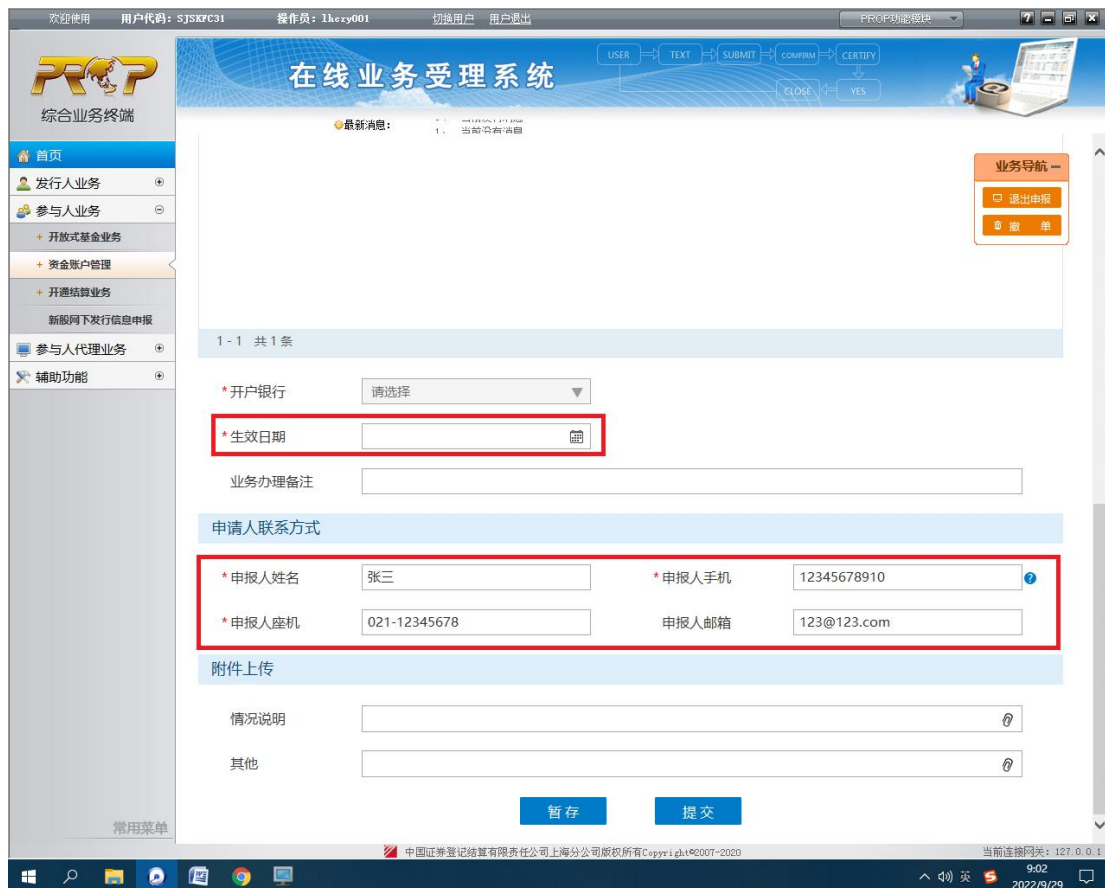 欢迎使用 用户代码: SJSKFC31 操作员: lhczy001 切换用户 用户退出 PROP功能模块
PROP
综合业务终端
在线业务受理系统
USER TEXT SUBMIT COMFIRM CERTIFY
CLOSE YES
最新消息: 1、 当前没有消息
首页
发行人业务
参与人业务
+ 开放式基金业务
+ 资金账户管理
+ 开通结算业务
新股网下发行信息申报
参与人代理业务
辅助功能
常用菜单
业务导航
退出申报
撤 单
1-1 共1条
*开户银行 请选择
*生效日期
业务办理备注
申请人联系方式
*申报人姓名 张三 *申报人手机 12345678910
*申报人座机 021-12345678 申报人邮箱 123@123.com
附件上传
情况说明
其他
暂存 提交
中国证券登记结算有限责任公司上海分公司版权所有Copyright©2007-2020 当前连接网关: 127.0.0.1
英 9:02
2022/9/29